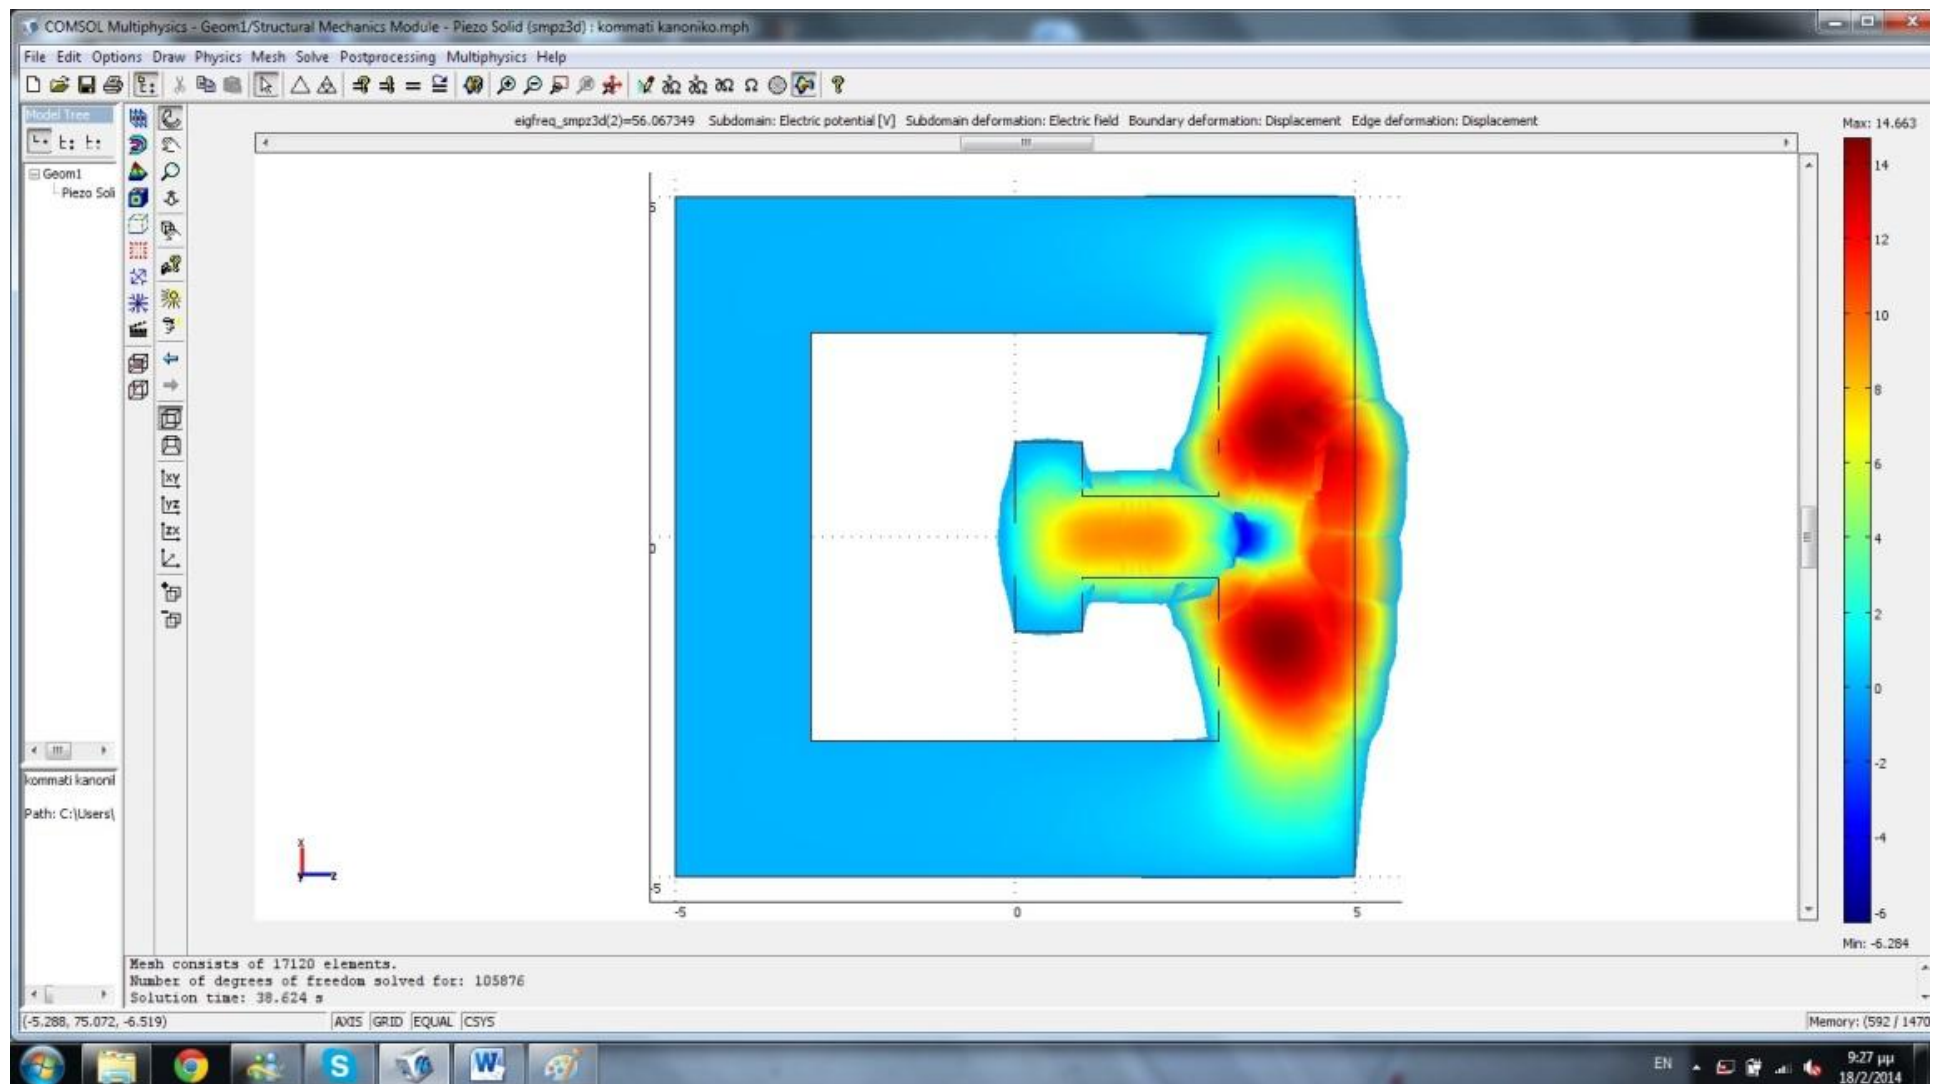 COMSOL Multiphysics - Geom1/Structural Mechanics Module - Piezo Solid (smpz3d) : kommati kanoniko.mph
File Edit Options Draw Physics Mesh Solve Postprocessing Multiphysics Help
Model Tree
Geom1
Piezo Soli
eigfreq_smpz3d(2)=56.067349 Subdomain: Electric potential [V] Subdomain deformation: Electric field Boundary deformation: Displacement Edge deformation: Displacement
Max: 14.663
14
12
10
8
6
4
2
0
-2
-4
-6
Min: -6.284
5
0
-5
-5 0 5
x
y z
xy
yz
zx
kommati kanonil
Path: C:\Users\
Mesh consists of 17120 elements.
Number of degrees of freedom solved for: 105876
Solution time: 38.624 s
(-5.288, 75.072, -6.519)
AXIS GRID EQUAL CSYS
Memory: (592 / 1470
EN
9:27 μμ
18/2/2014